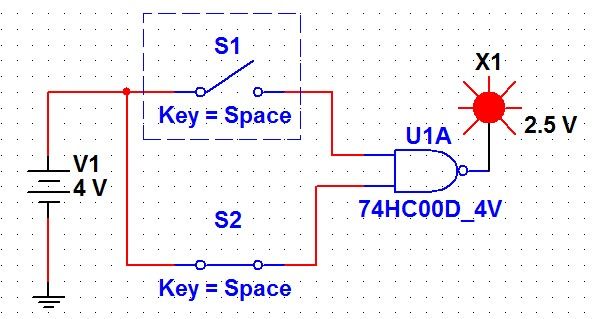 S1
Key = Space
X1
2.5 V
U1A
V1
4 V
74HC00D_4V
S2
Key = Space